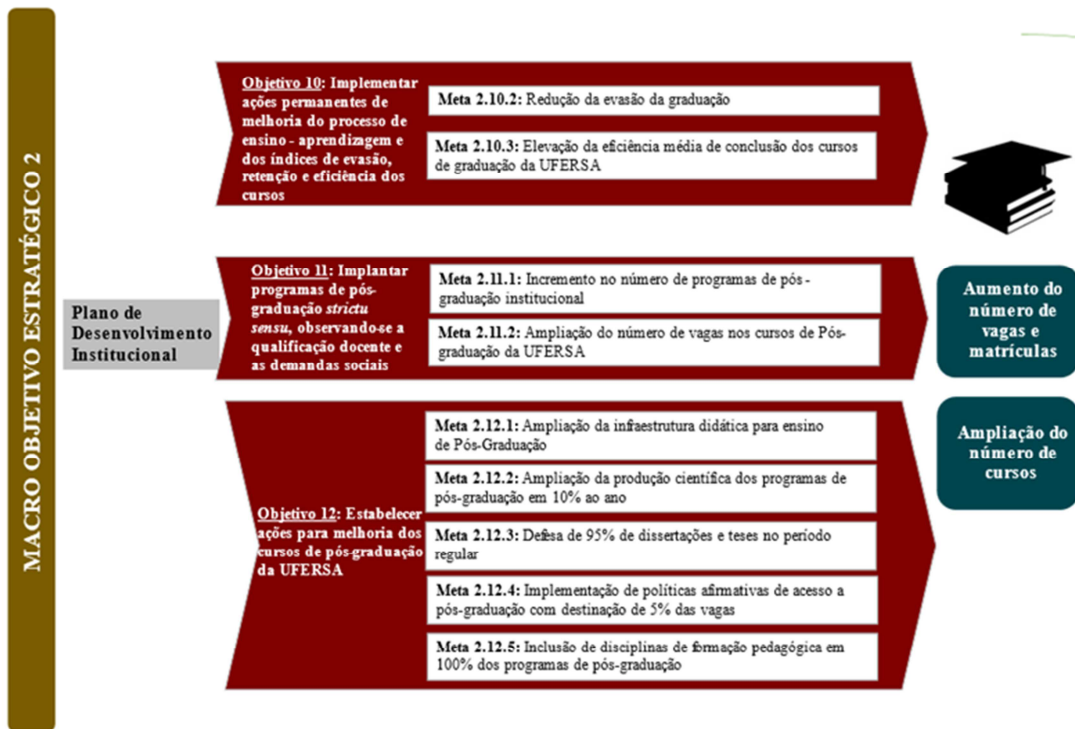 MACRO OBJETIVO ESTRATÉGICO 2
Plano de
Desenvolvimento
Institucional
Objetivo 10: Implementar
ações permanentes de
melhoria do processo de
ensino - aprendizagem e
dos índices de evasão,
retenção e eficiência dos
cursos
Meta 2.10.2: Redução da evasão da graduação
Meta 2.10.3: Elevação da eficiência média de conclusão dos cursos
de graduação da UFERSA
Objetivo 11: Implantar
programas de pós-
graduação strictu
sensu, observando-se a
qualificação docente e
as demandas sociais
Meta 2.11.1: Incremento no número de programas de pós -
graduação institucional
Meta 2.11.2: Ampliação do número de vagas nos cursos de Pós-
graduação da UFERSA
Objetivo 12: Estabelecer
ações para melhoria dos
cursos de pós-graduação
da UFERSA
Meta 2.12.1: Ampliação da infraestrutura didática para ensino
de Pós-Graduação
Meta 2.12.2: Ampliação da produção científica dos programas de
pós-graduação em 10% ao ano
Meta 2.12.3: Defesa de 95% de dissertações e teses no período
regular
Meta 2.12.4: Implementação de políticas afirmativas de acesso a
pós-graduação com destinação de 5% das vagas
Meta 2.12.5: Inclusão de disciplinas de formação pedagógica em
100% dos programas de pós-graduação
Aumento do
número de
vagas e
matrículas
Ampliação do
número de
cursos